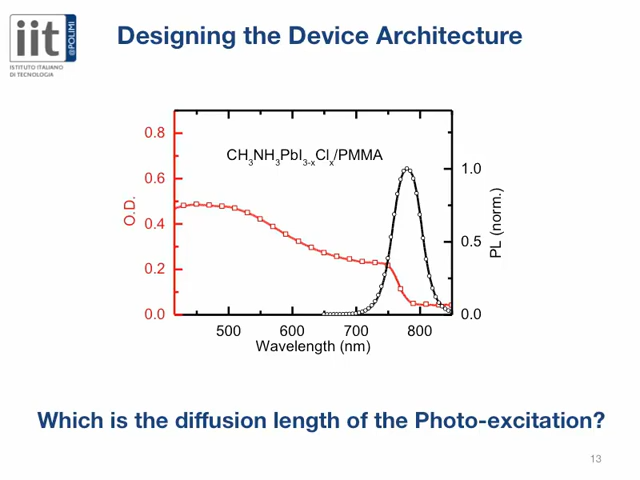 iit
@POLIMI
ISTITUTO ITALIANO
DI TECNOLOGIA
Designing the Device Architecture
CH3NH3PbI3-xClx/PMMA
O.D.
0.8
0.6
0.4
0.2
0.0
PL (norm.)
1.0
0.5
0.0
500 600 700 800
Wavelength (nm)
Which is the diffusion length of the Photo-excitation?
13